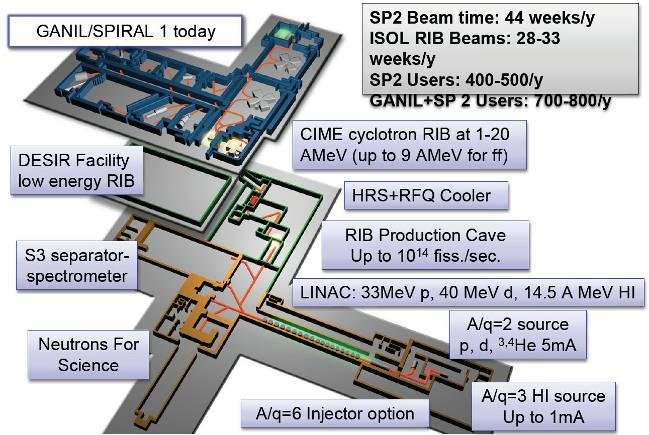 GANIL/SPIRAL 1 today
SP2 Beam time: 44 weeks/y
ISOL RIB Beams: 28-33
weeks/y
SP2 Users: 400-500/y
GANIL+SP 2 Users: 700-800/y
CIME cyclotron RIB at 1-20
AMeV (up to 9 AMeV for ff)
DESIR Facility
low energy RIB
HRS+RFQ Cooler
RIB Production Cave
Up to 10¹⁴ fiss./sec.
S3 separator-
spectrometer
LINAC: 33MeV p, 40 MeV d, 14.5 A MeV HI
A/q=2 source
p, d, ³,⁴He 5mA
Neutrons For
Science
A/q=3 HI source
Up to 1mA
A/q=6 Injector option